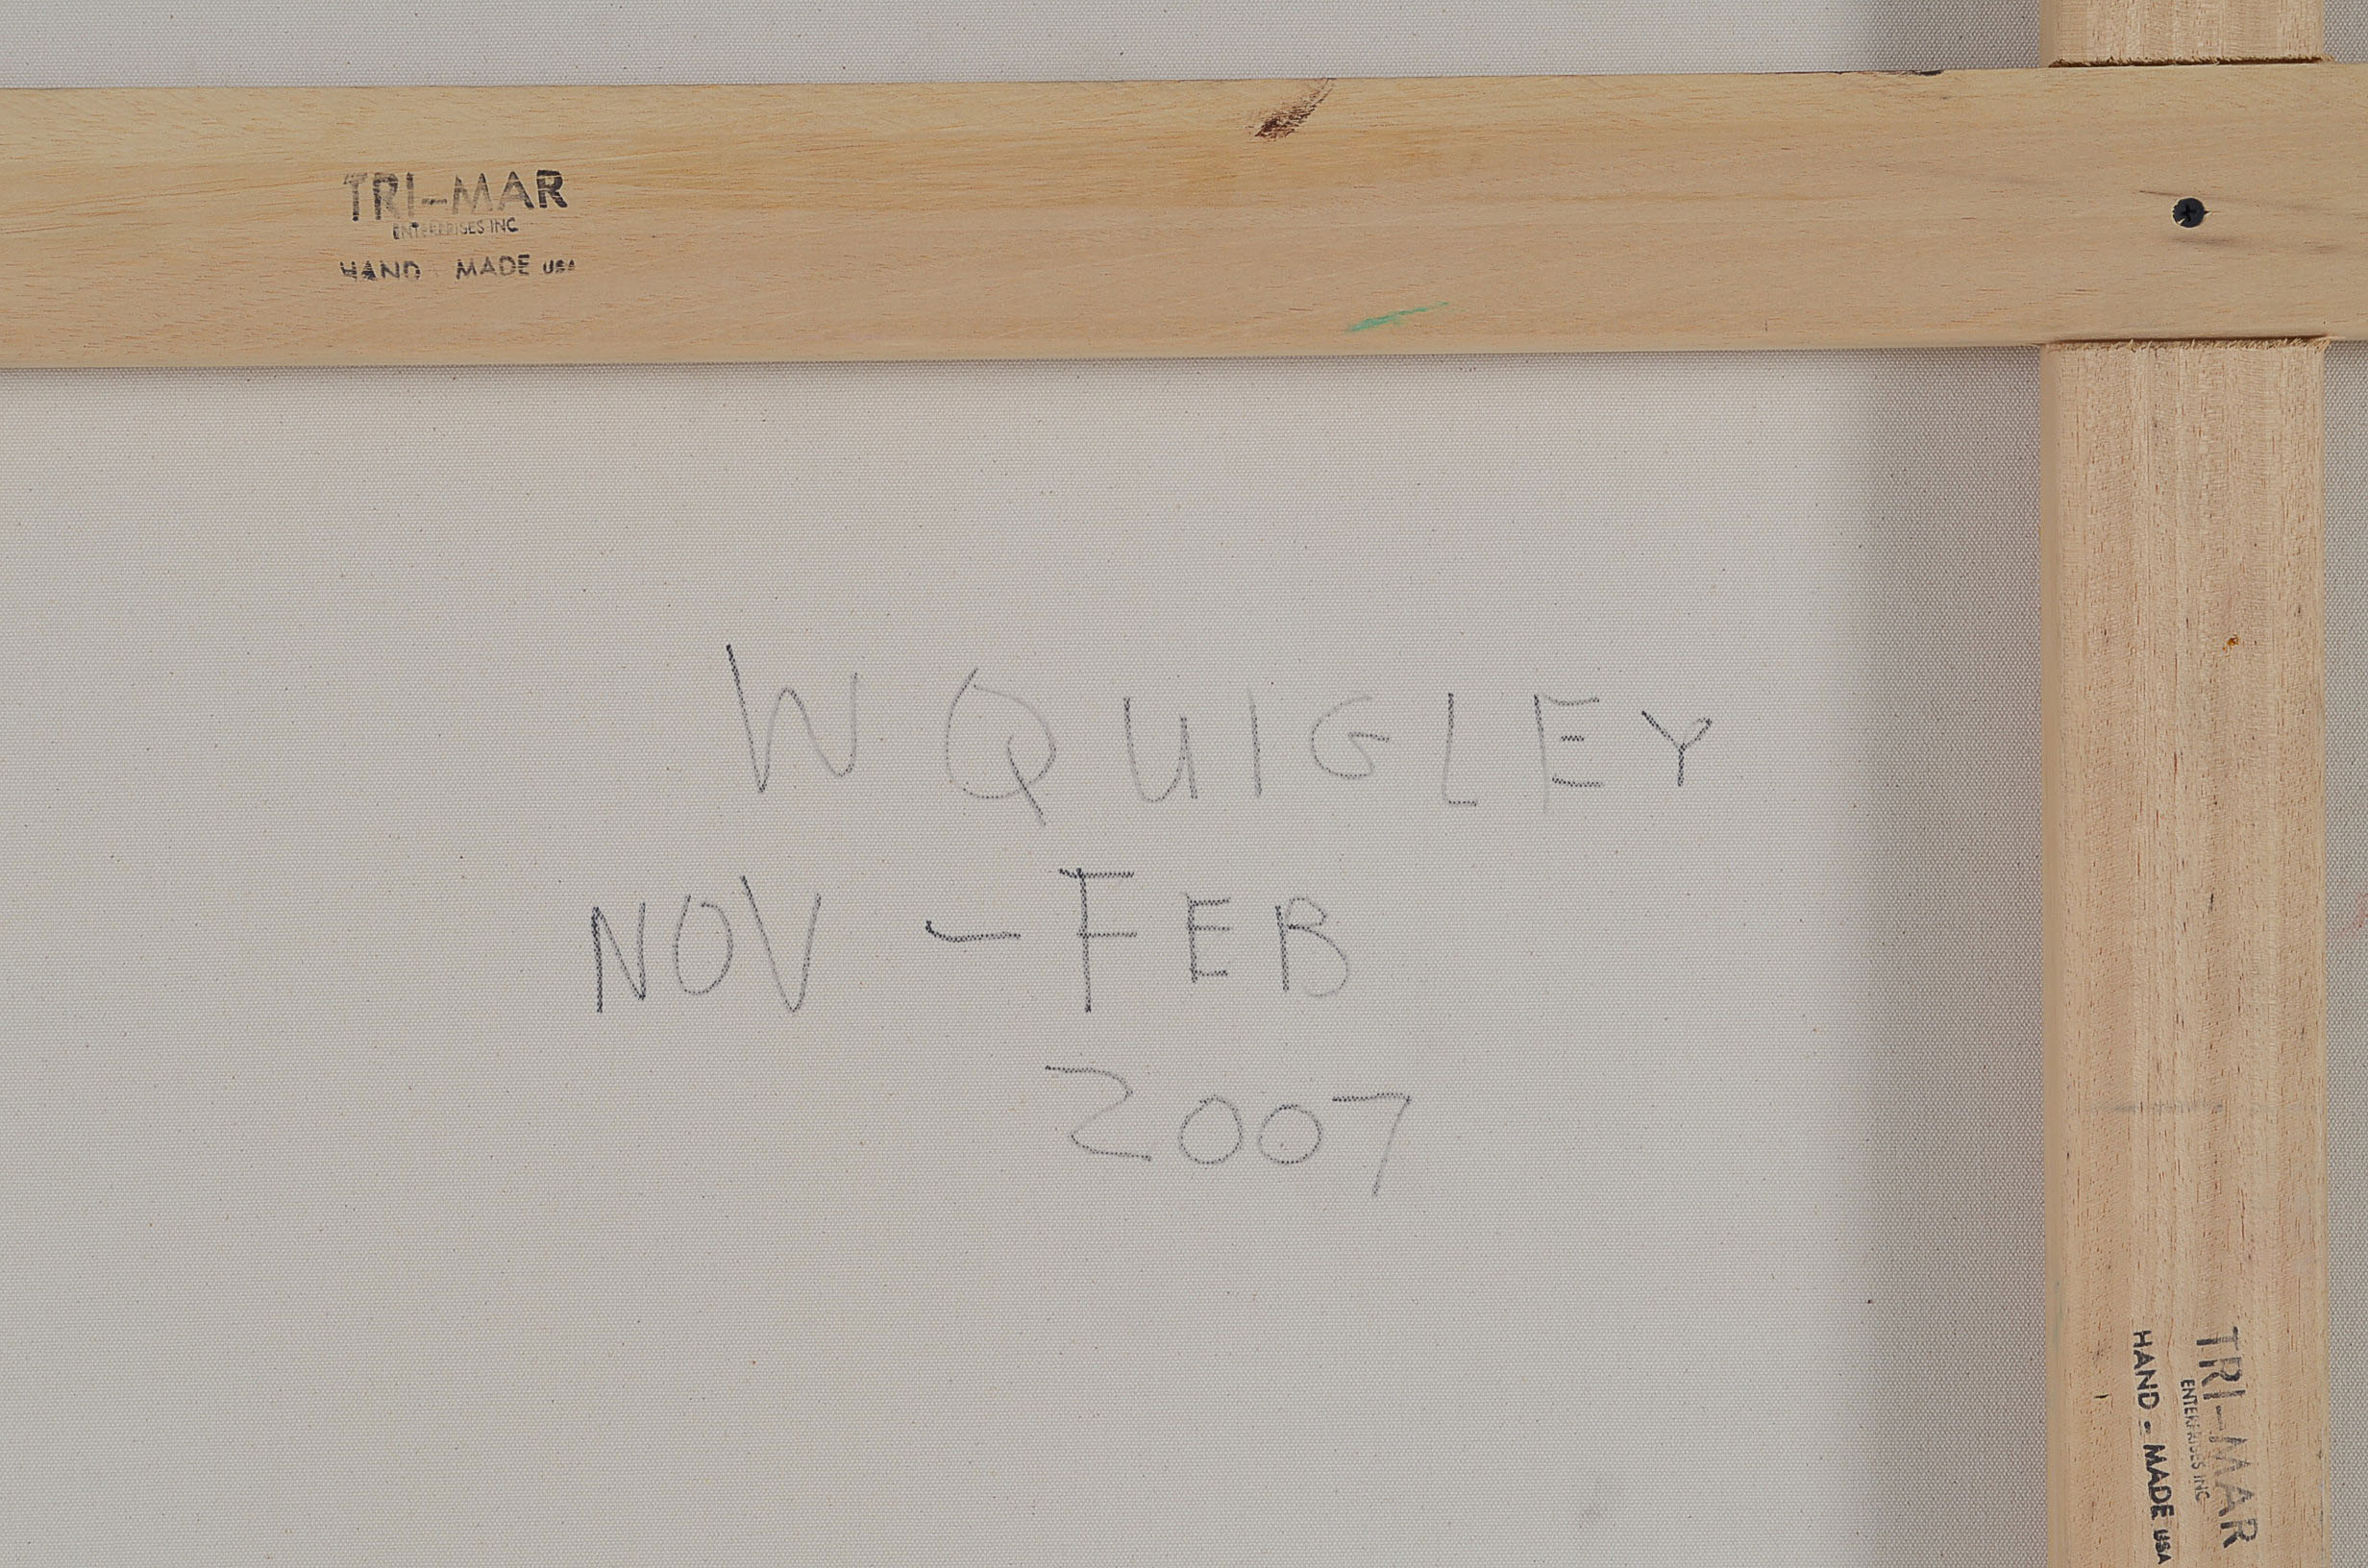 TRI-MAR
ENTERPRISES INC
HAND MADE USA
W QUIGLEY
NOV - FEB
2007
TRI-MAR
ENTERPRISES INC
HAND - MADE USA